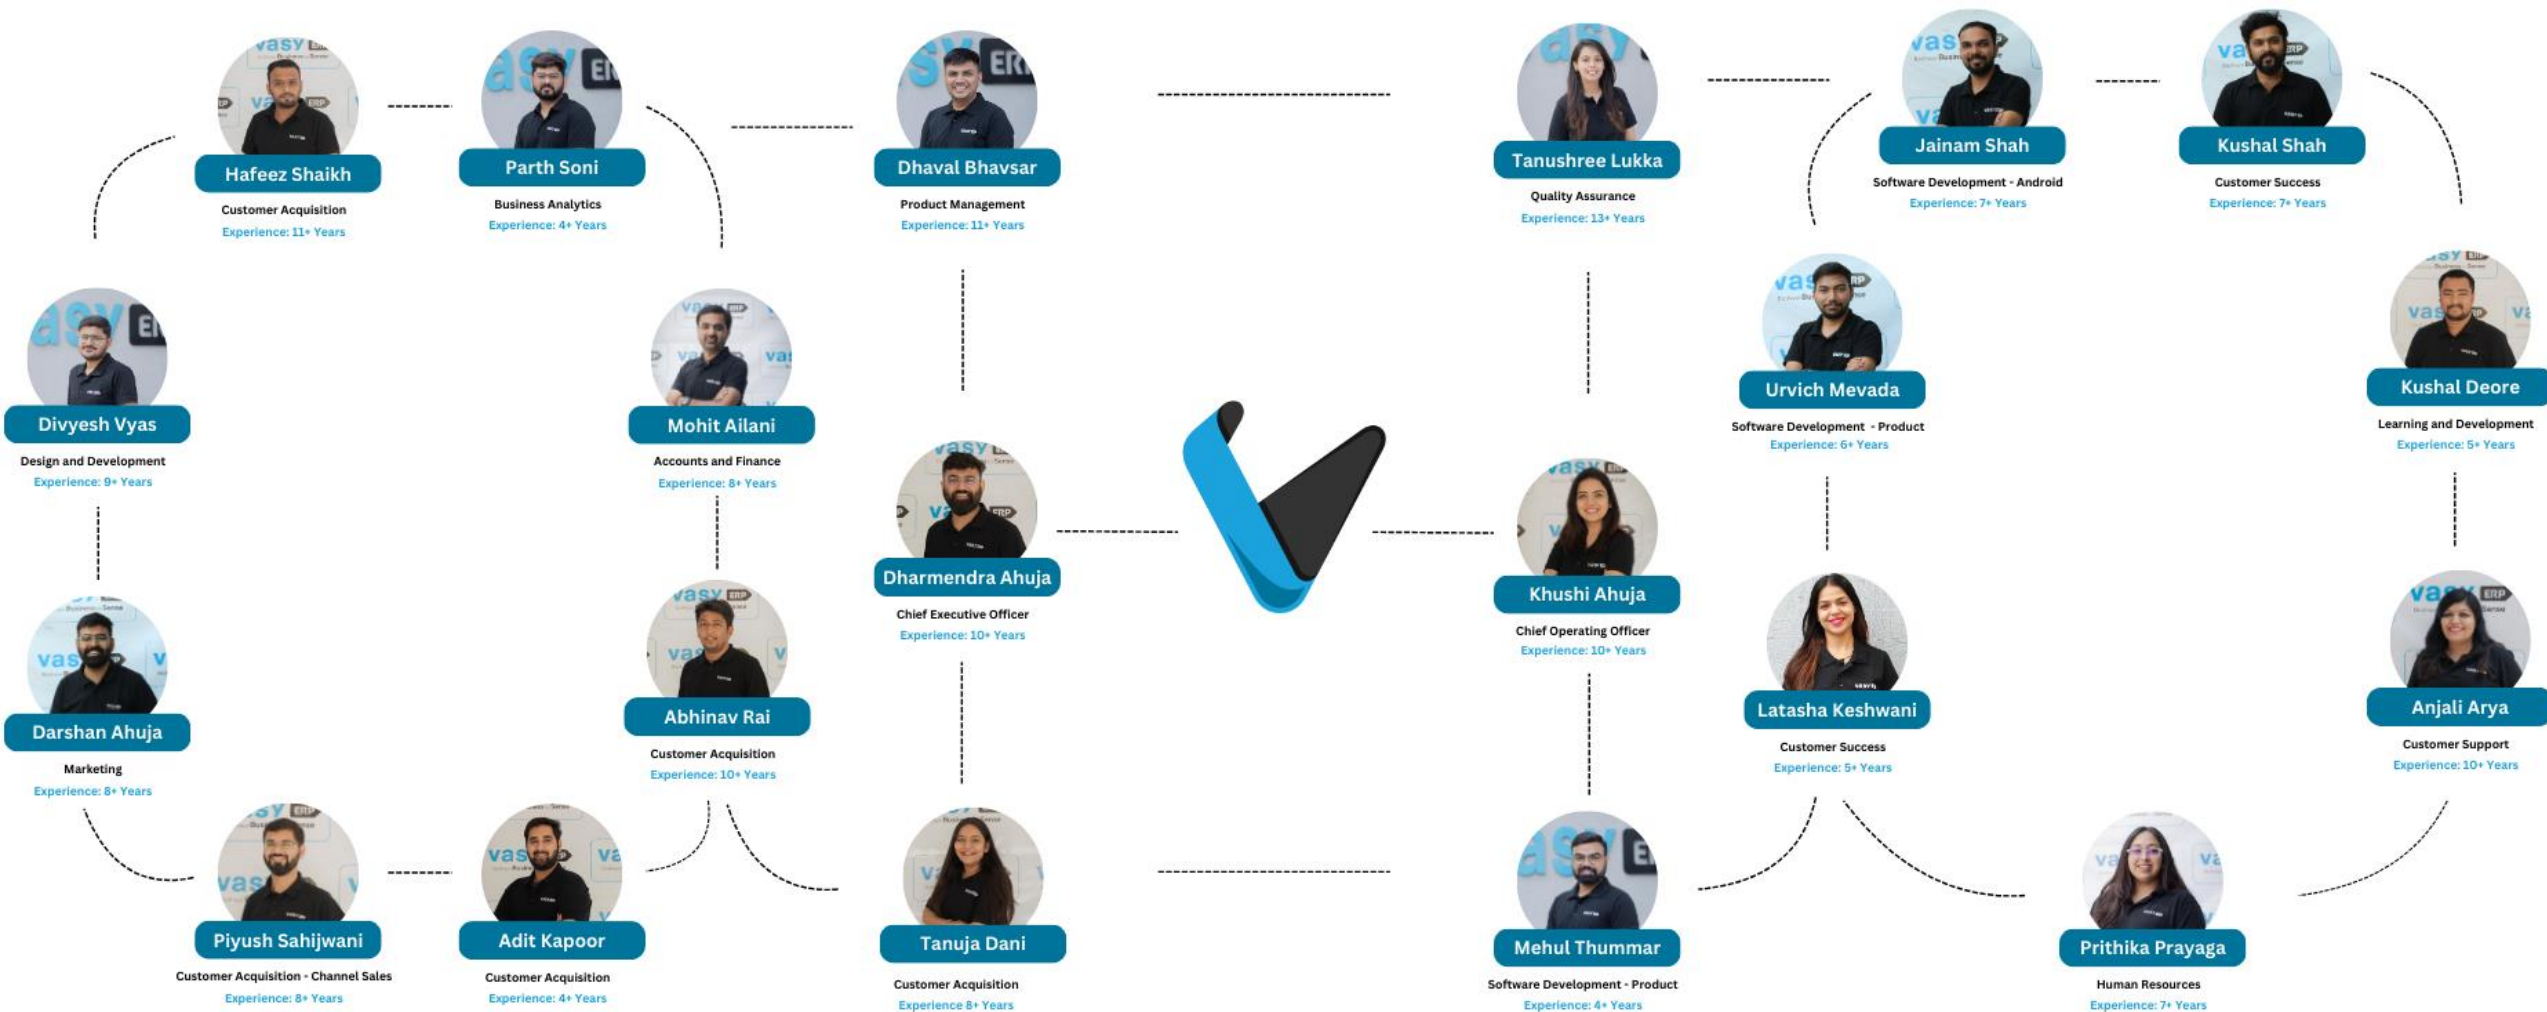 Hafeez Shaikh
Customer Acquisition
Experience: 11+ Years
Parth Soni
Business Analytics
Experience: 4+ Years
Dhaval Bhavsar
Product Management
Experience: 11+ Years
Tanushree Lukka
Quality Assurance
Experience: 13+ Years
Jainam Shah
Software Development - Android
Experience: 7+ Years
Kushal Shah
Customer Success
Experience: 7+ Years
Divyesh Vyas
Design and Development
Experience: 9+ Years
Mohit Ailani
Accounts and Finance
Experience: 8+ Years
Dharmendra Ahuja
Chief Executive Officer
Experience: 10+ Years
Khushi Ahuja
Chief Operating Officer
Experience: 10+ Years
Urvich Mevada
Software Development - Product
Experience: 6+ Years
Kushal Deore
Learning and Development
Experience: 5+ Years
Darshan Ahuja
Marketing
Experience: 8+ Years
Abhinav Rai
Customer Acquisition
Experience: 10+ Years
Latasha Keshwani
Customer Success
Experience: 5+ Years
Anjali Arya
Customer Support
Experience: 10+ Years
Piyush Sahijwani
Customer Acquisition - Channel Sales
Experience: 8+ Years
Adit Kapoor
Customer Acquisition
Experience: 4+ Years
Tanuja Dani
Customer Acquisition
Experience 8+ Years
Mehul Thummar
Software Development - Product
Experience: 4+ Years
Prithika Prayaga
Human Resources
Experience: 7+ Years